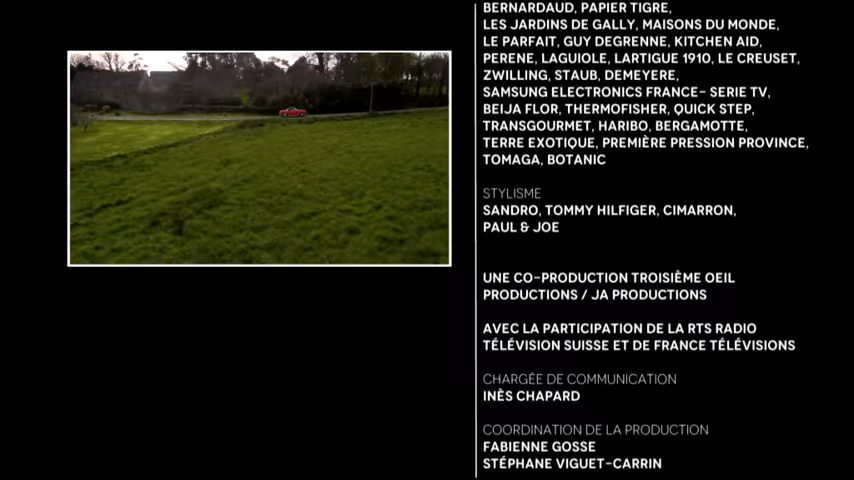 BERNARDAUD, PAPIER TIGRE,
LES JARDINS DE GALLY, MAISONS DU MONDE,
LE PARFAIT, GUY DEGRENNE, KITCHEN AID,
PERENE, LAGUIOLE, LARTIGUE 1910, LE CREUSET,
ZWILLING, STAUB, DEMEYERE,
SAMSUNG ELECTRONICS FRANCE- SERIE TV,
BEIJA FLOR, THERMOFISHER, QUICK STEP,
TRANSGOURMET, HARIBO, BERGAMOTTE,
TERRE EXOTIQUE, PREMIÈRE PRESSION PROVINCE,
TOMAGA, BOTANIC
STYLISME
SANDRO, TOMMY HILFIGER, CIMARRON,
PAUL & JOE
UNE CO-PRODUCTION TROISIÈME OEIL
PRODUCTIONS / JA PRODUCTIONS
AVEC LA PARTICIPATION DE LA RTS RADIO
TÉLÉVISION SUISSE ET DE FRANCE TÉLÉVISIONS
CHARGÉE DE COMMUNICATION
INÈS CHAPARD
COORDINATION DE LA PRODUCTION
FABIENNE GOSSE
STÉPHANE VIGUET-CARRIN